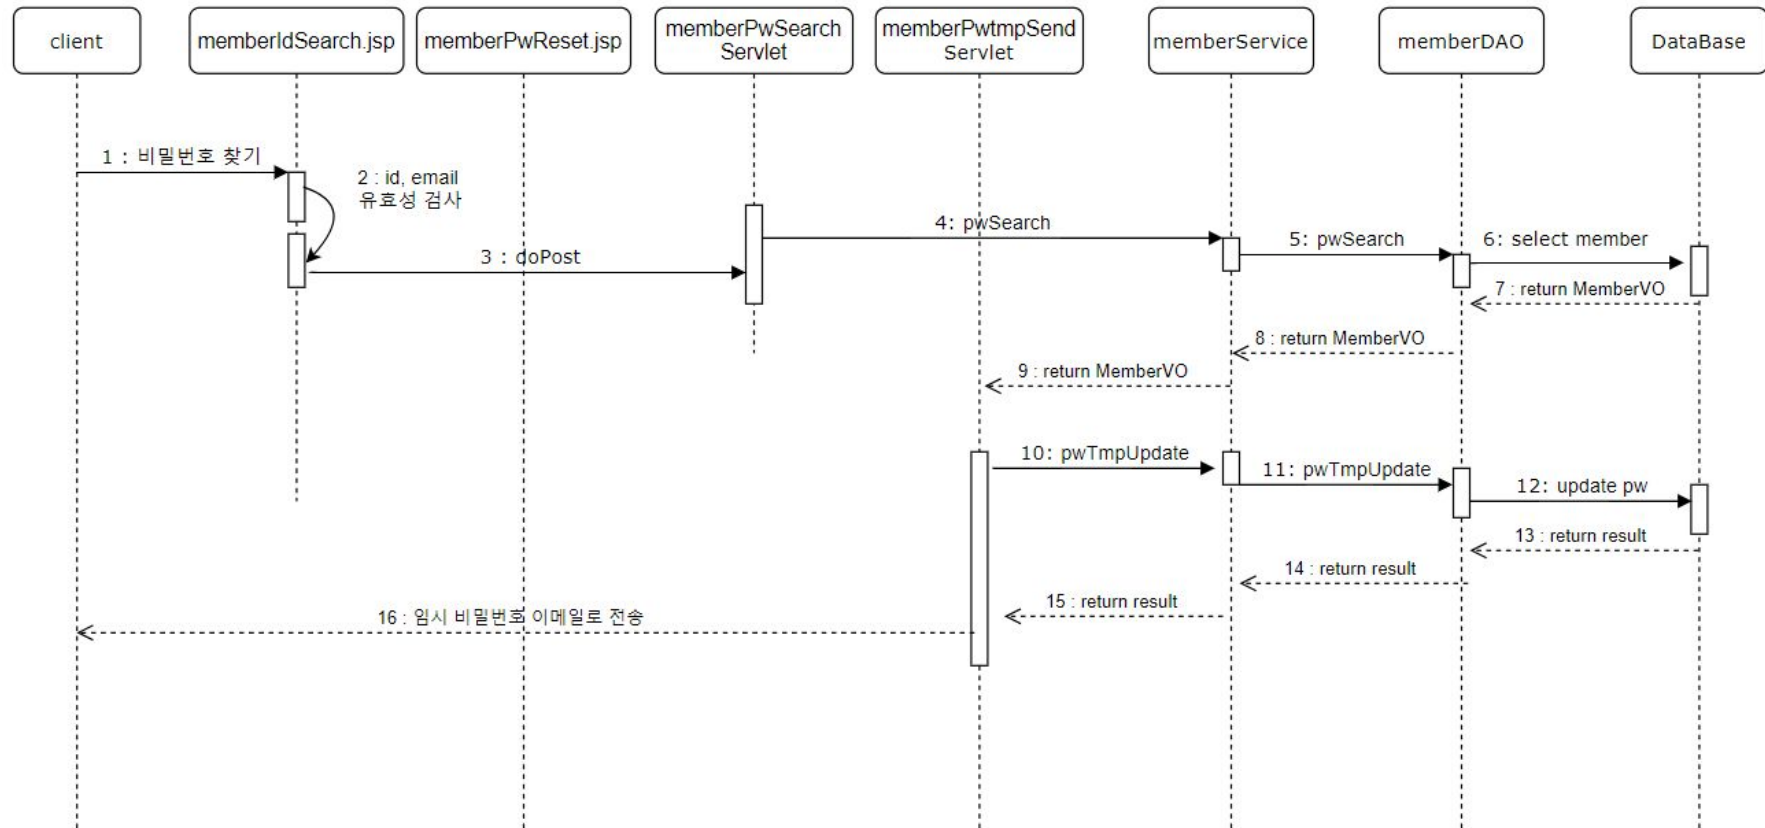 client
memberIdSearch.jsp
memberPwReset.jsp
memberPwSearch
Servlet
memberPwtmpSend
Servlet
memberService
memberDAO
DataBase
1 : 비밀번호 찾기
2 : id, email
유효성 검사
3 : doPost
4: pwSearch
5: pwSearch
6: select member
7 : return MemberVO
8 : return MemberVO
9 : return MemberVO
10: pwTmpUpdate
11: pwTmpUpdate
12: update pw
13 : return result
14 : return result
15 : return result
16 : 임시 비밀번호 이메일로 전송